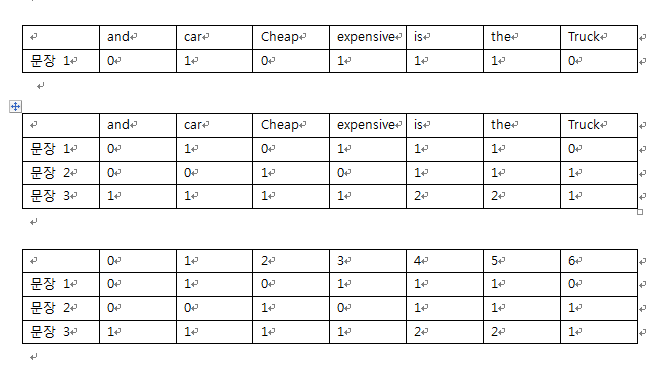 and car Cheap expensive is the Truck
문장 1 0 1 0 1 1 1 0
and car Cheap expensive is the Truck
문장 1 0 1 0 1 1 1 0
문장 2 0 0 1 0 1 1 1
문장 3 1 1 1 1 2 2 1
0 1 2 3 4 5 6
문장 1 0 1 0 1 1 1 0
문장 2 0 0 1 0 1 1 1
문장 3 1 1 1 1 2 2 1